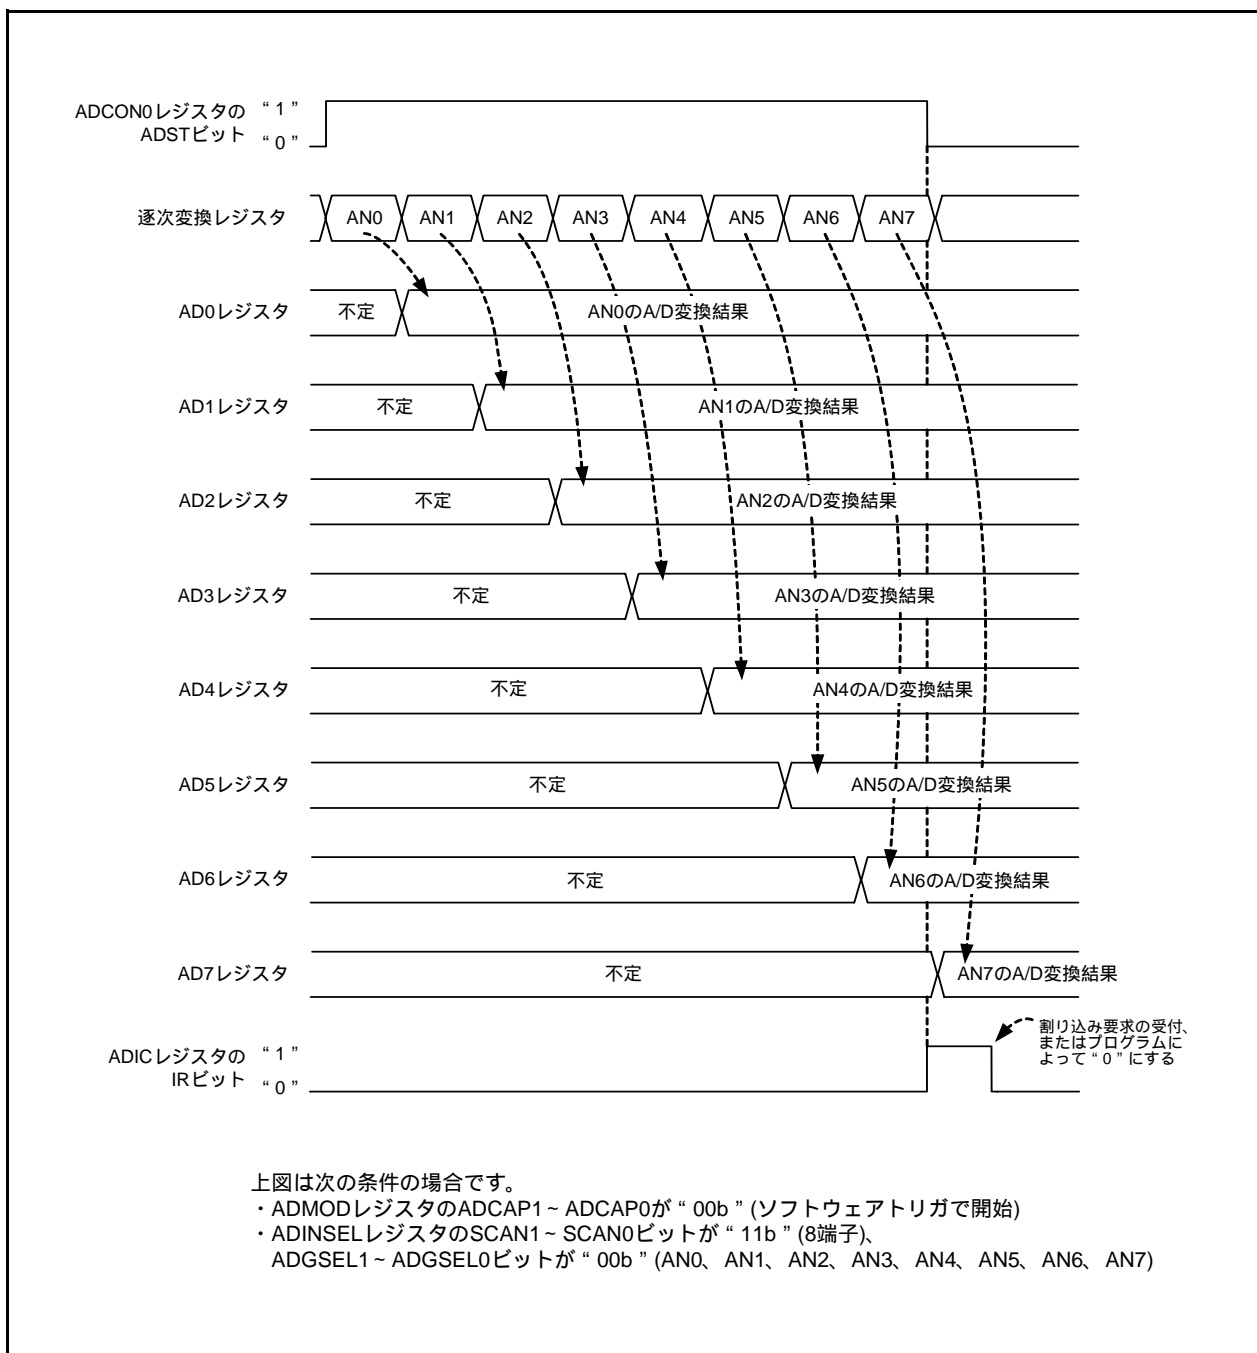 ADCON0レジスタの “ 1 ”
ADSTビット “ 0 ”
逐次変換レジスタ AN0 AN1 AN2 AN3 AN4 AN5 AN6 AN7
AD0レジスタ 不定 AN0のA/D変換結果
AD1レジスタ 不定 AN1のA/D変換結果
AD2レジスタ 不定 AN2のA/D変換結果
AD3レジスタ 不定 AN3のA/D変換結果
AD4レジスタ 不定 AN4のA/D変換結果
AD5レジスタ 不定 AN5のA/D変換結果
AD6レジスタ 不定 AN6のA/D変換結果
AD7レジスタ 不定 AN7のA/D変換結果
割り込み要求の受付、
またはプログラムに
よって “ 0 ” にする
ADICレジスタの “ 1 ”
IRビット “ 0 ”
上図は次の条件の場合です。
・ADMODレジスタのADCAP1~ADCAP0が “ 00b ” (ソフトウェアトリガで開始)
・ADINSELレジスタのSCAN1~SCAN0ビットが “ 11b ” (8端子)、
ADGSEL1~ADGSEL0ビットが “ 00b ” (AN0、AN1、AN2、AN3、AN4、AN5、AN6、AN7)